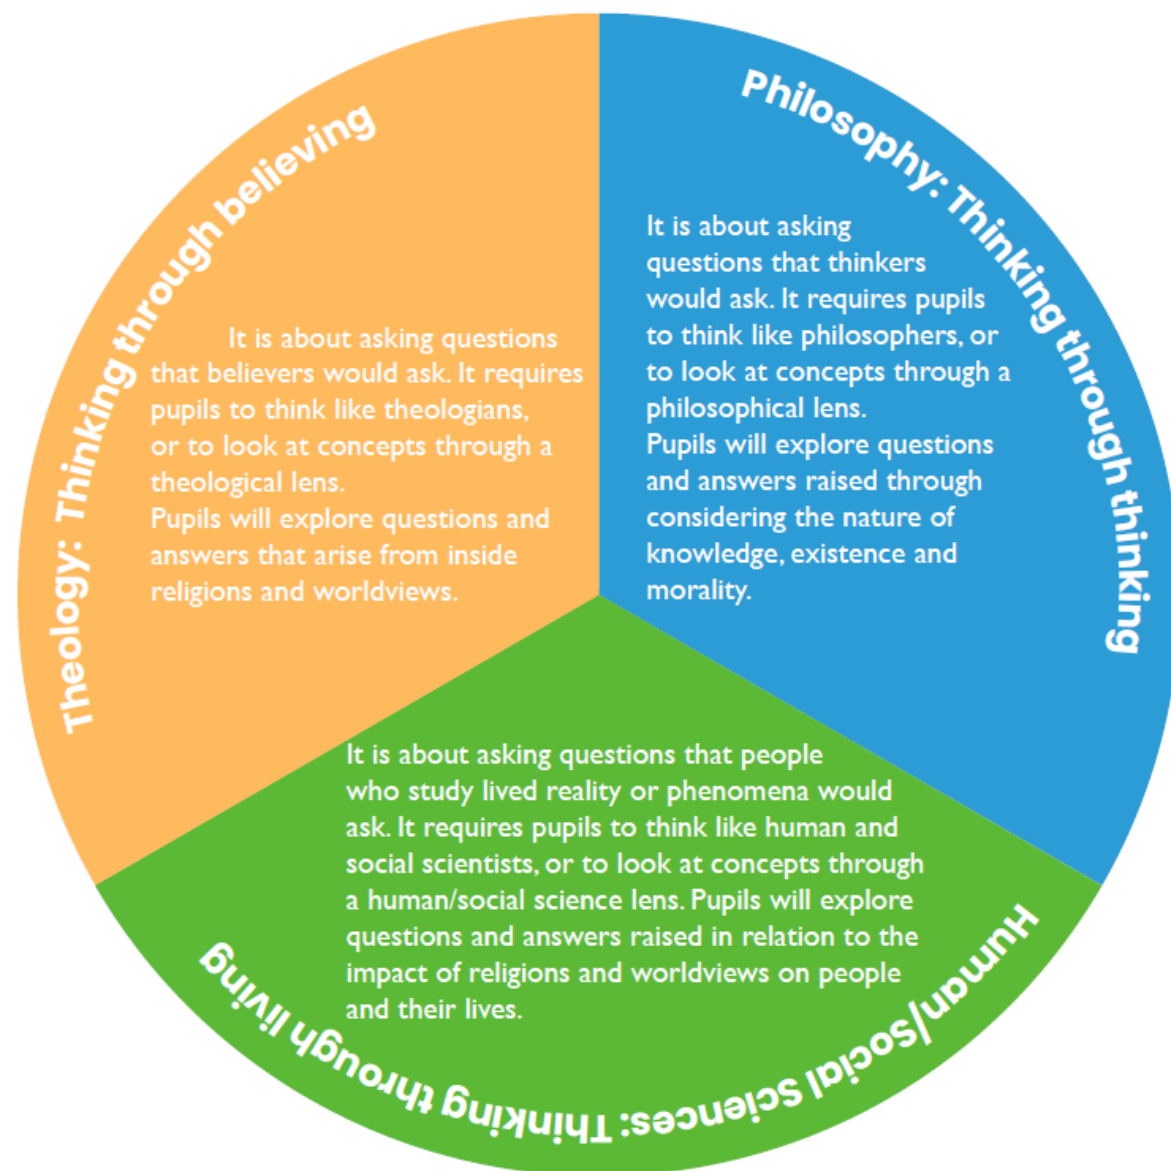 Theology: Thinking through believing
It is about asking questions
that believers would ask. It requires
pupils to think like theologians,
or to look at concepts through a
theological lens.
Pupils will explore questions and
answers that arise from inside
religions and worldviews.
Philosophy: Thinking through thinking
It is about asking
questions that thinkers
would ask. It requires pupils
to think like philosophers, or
to look at concepts through a
philosophical lens.
Pupils will explore questions
and answers raised through
considering the nature of
knowledge, existence and
morality.
It is about asking questions that people
who study lived reality or phenomena would
ask. It requires pupils to think like human and
social scientists, or to look at concepts through
a human/social science lens. Pupils will explore
questions and answers raised in relation to the
impact of religions and worldviews on people
and their lives.
Human/social Sciences: Thinking through living